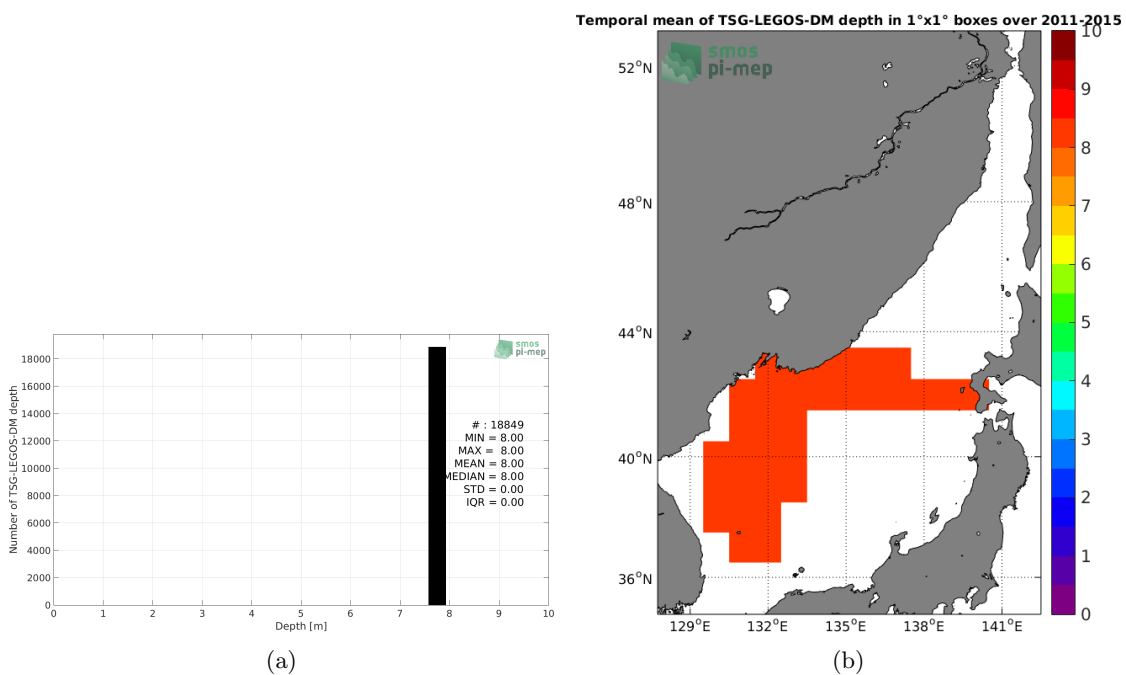 Temporal mean of TSG-LEGOS-DM depth in 1°x1° boxes over 2011-2015
smos
pi-mep
52°N
48°N
44°N
40°N
36°N
129°E
132°E
135°E
138°E
141°E
10
9
8
7
6
5
4
3
2
1
0
18000
16000
14000
12000
10000
8000
6000
4000
2000
0
Number of TSG-LEGOS-DM depth
smos
pi-mep
# : 18849
MIN = 8.00
MAX = 8.00
MEAN = 8.00
MEDIAN = 8.00
STD = 0.00
IQR = 0.00
0 1 2 3 4 5 6 7 8 9 10
Depth [m]
(a)
(b)